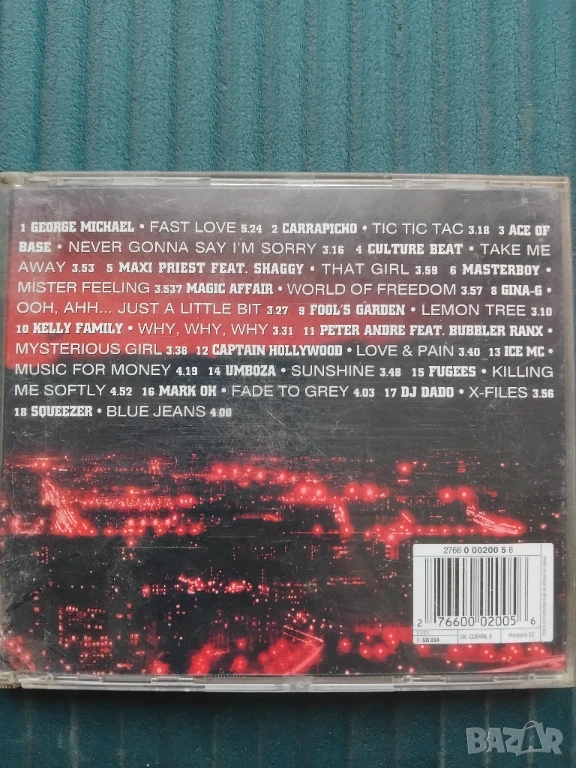 1 GEORGE MICHAEL • FAST LOVE 5.24 2 CARRAPICHO • TIC TIC TAC 3.18 3 ACE OF
BASE • NEVER GONNA SAY I'M SORRY 3.16 4 CULTURE BEAT • TAKE ME
AWAY 3.53 5 MAXI PRIEST FEAT. SHAGGY • THAT GIRL 3.59 6 MASTERBOY •
MISTER FEELING 3.537 MAGIC AFFAIR • WORLD OF FREEDOM 3.57 8 GINA-G •
OOH, AHH... JUST A LITTLE BIT 3.27 9 FOOL'S GARDEN • LEMON TREE 3.10
10 KELLY FAMILY • WHY, WHY, WHY 3.31 11 PETER ANDRE FEAT. BUBBLER RANX •
MYSTERIOUS GIRL 3.38 12 CAPTAIN HOLLYWOOD • LOVE & PAIN 3.40 13 ICE MC •
MUSIC FOR MONEY 4.19 14 UMBOZA • SUNSHINE 3.48 15 FUGEES • KILLING
ME SOFTLY 4.52 16 MARK OH • FADE TO GREY 4.03 17 DJ DADO • X-FILES 3.56
18 SQUEEZER • BLUE JEANS 4.00
2766 0 00200 5 6
2 76600 02005 6
BAZAR